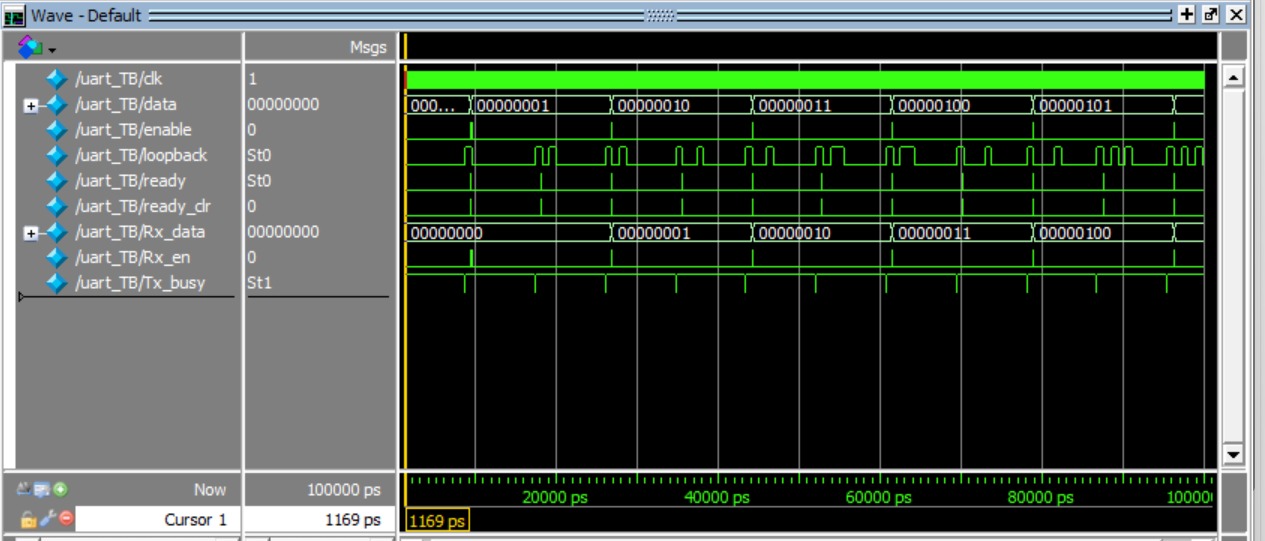 Wave - Default
Msgs
/uart_TB/clk 1
/uart_TB/data 00000000 000... 00000001 00000010 00000011 00000100 00000101
/uart_TB/enable 0
/uart_TB/loopback St0
/uart_TB/ready St0
/uart_TB/ready_clr 0
/uart_TB/Rx_data 00000000 00000000 00000001 00000010 00000011 00000100
/uart_TB/Rx_en 0
/uart_TB/Tx_busy St1
Now 100000 ps 20000 ps 40000 ps 60000 ps 80000 ps 100000
Cursor 1 1169 ps 1169 ps